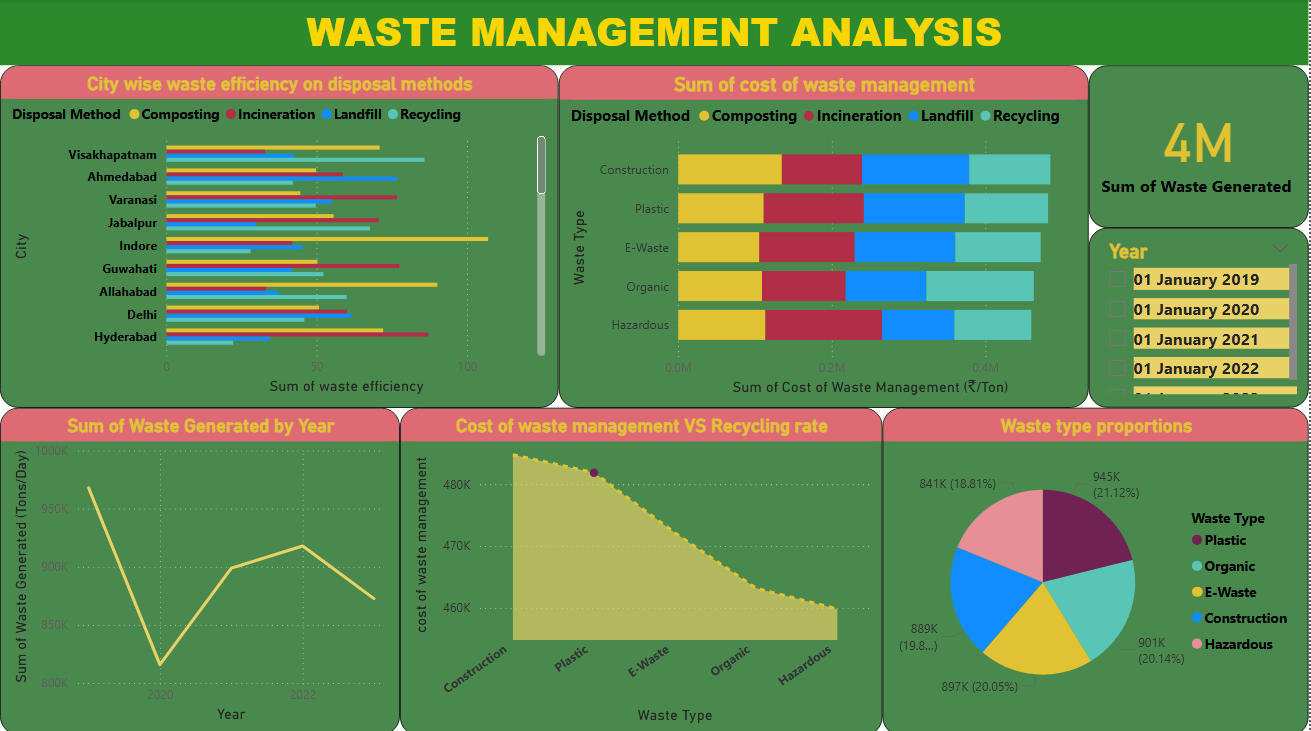 WASTE MANAGEMENT ANALYSIS
City wise waste efficiency on disposal methods
Disposal Method Composting Incineration Landfill Recycling
City
Visakhapatnam
Ahmedabad
Varanasi
Jabalpur
Indore
Guwahati
Allahabad
Delhi
Hyderabad
0 50 100
Sum of waste efficiency
Sum of cost of waste management
Disposal Method Composting Incineration Landfill Recycling
Waste Type
Construction
Plastic
E-Waste
Organic
Hazardous
0.0M 0.2M 0.4M
Sum of Cost of Waste Management (₹/Ton)
4M
Sum of Waste Generated
Year
01 January 2019
01 January 2020
01 January 2021
01 January 2022
Sum of Waste Generated by Year
Sum of Waste Generated (Tons/Day)
1000K
950K
900K
850K
800K
2020 2022
Year
Cost of waste management VS Recycling rate
cost of waste management
480K
470K
460K
Construction
Plastic
E-Waste
Organic
Hazardous
Waste Type
Waste type proportions
841K (18.81%)
945K
(21.12%)
889K
(19.8...)
901K
(20.14%)
897K (20.05%)
Waste Type
Plastic
Organic
E-Waste
Construction
Hazardous